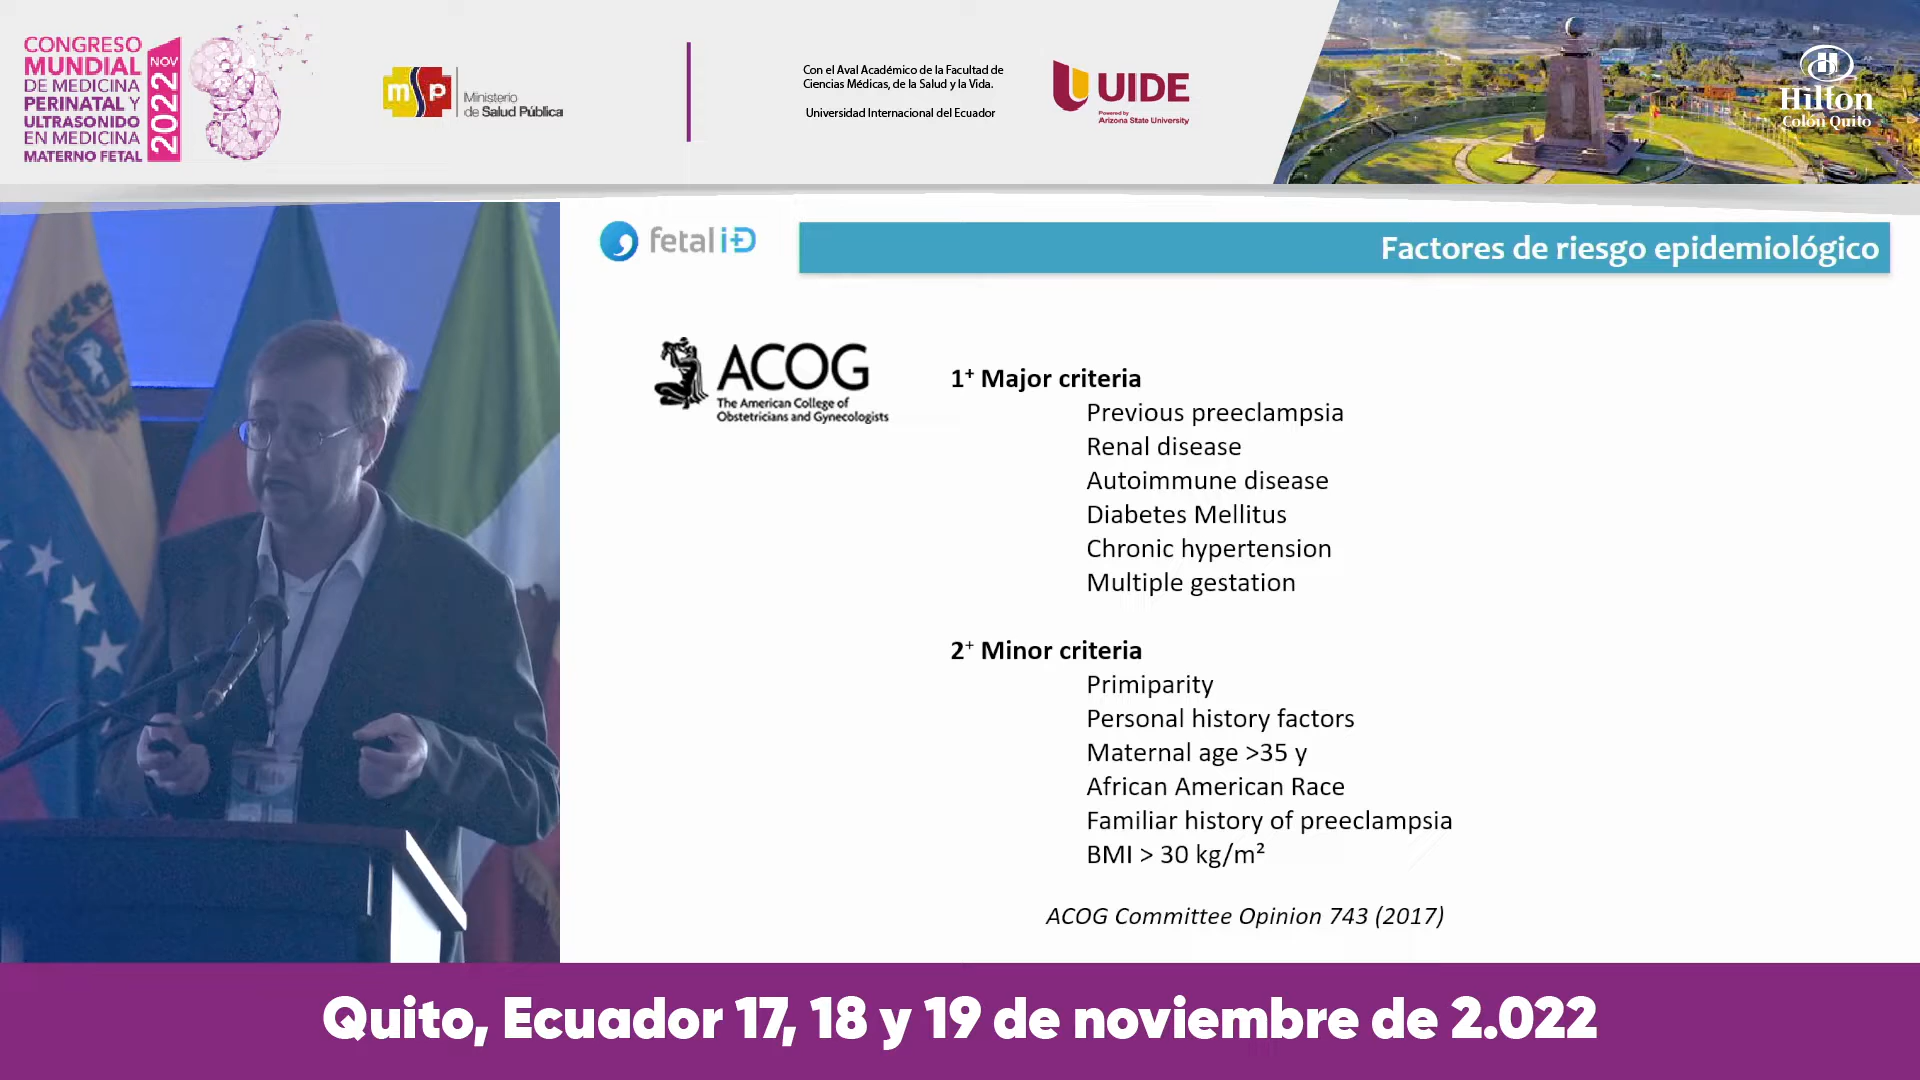 CONGRESO
MUNDIAL
DE MEDICINA
PERINATAL Y
ULTRASONIDO
EN MEDICINA
MATERNO FETAL
NOV
2022
msp
Ministerio
de Salud Pública
Con el Aval Académico de la Facultad de
Ciencias Médicas, de la Salud y la Vida.
Universidad Internacional del Ecuador
UIDE
Powered by
Arizona State University
Hilton
Colón Quito
fetal i+D
Factores de riesgo epidemiológico
ACOG
The American College of
Obstetricians and Gynecologists
1⁺ Major criteria
Previous preeclampsia
Renal disease
Autoimmune disease
Diabetes Mellitus
Chronic hypertension
Multiple gestation
2⁺ Minor criteria
Primiparity
Personal history factors
Maternal age >35 y
African American Race
Familiar history of preeclampsia
BMI > 30 kg/m²
ACOG Committee Opinion 743 (2017)
Quito, Ecuador 17, 18 y 19 de noviembre de 2.022